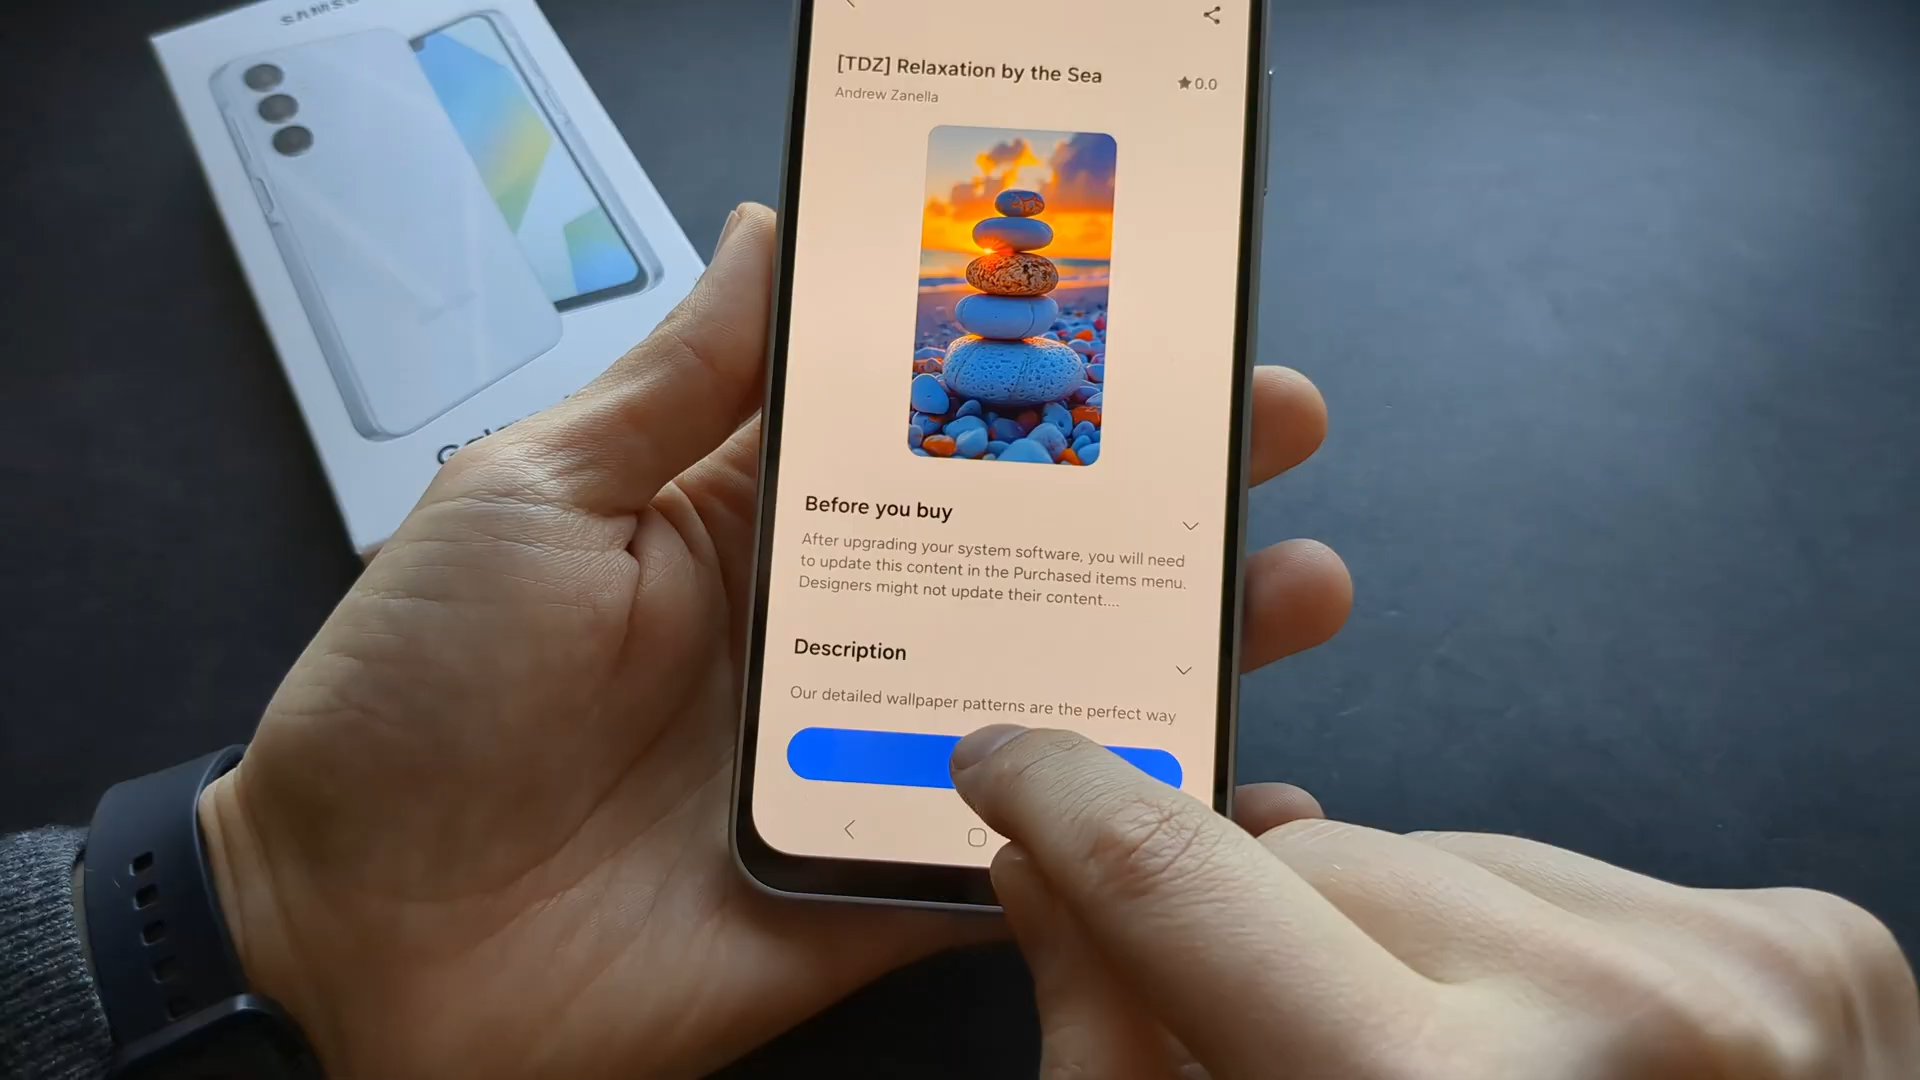 [TDZ] Relaxation by the Sea
★0.0
Andrew Zanella
Before you buy
After upgrading your system software, you will need
to update this content in the Purchased items menu.
Designers might not update their content....
Description
Our detailed wallpaper patterns are the perfect way